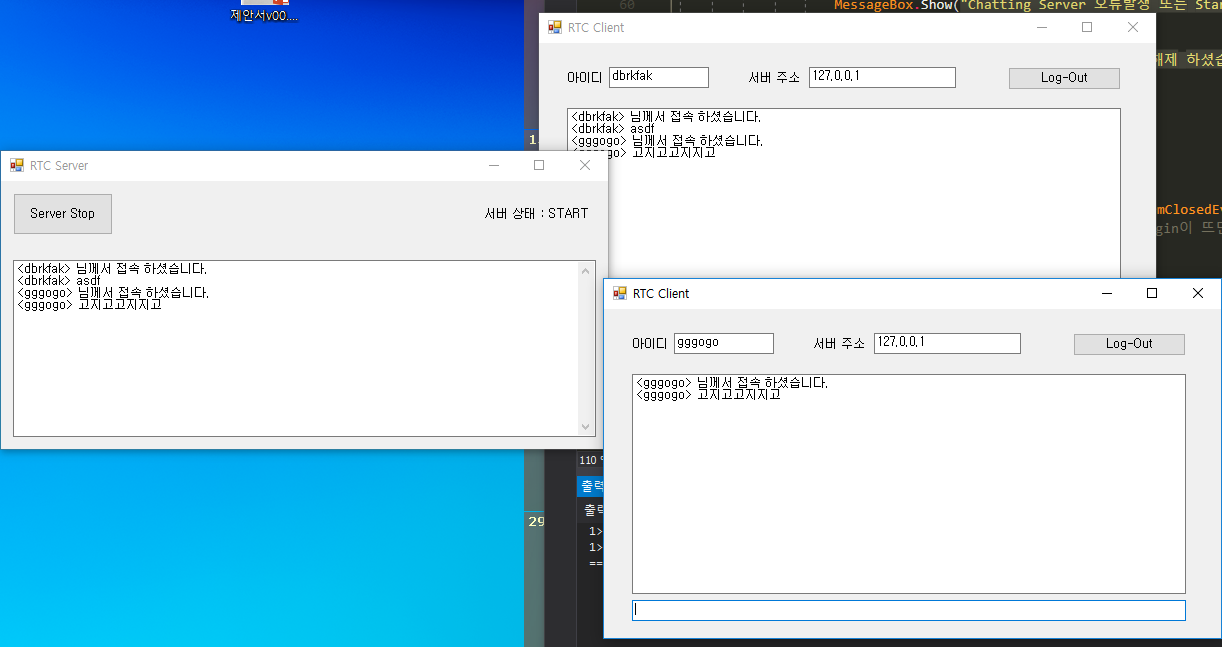 제안서v00....
60
MessageBox.Show("Chatting Server 오류발생 또는 Star
해제 하셨습
RTC Client
아이디 dbrkfak 서버 주소 127.0.0.1 Log-Out
<dbrkfak> 님께서 접속 하셨습니다.
<dbrkfak> asdf
<gggogo> 님께서 접속 하셨습니다.
go> 고지고고지지고
1
RTC Server
Server Stop 서버 상태 : START
<dbrkfak> 님께서 접속 하셨습니다.
<dbrkfak> asdf
<gggogo> 님께서 접속 하셨습니다.
<gggogo> 고지고고지지고
mClosedEv
gin이 뜨
RTC Client
아이디 gggogo 서버 주소 127.0.0.1 Log-Out
<gggogo> 님께서 접속 하셨습니다.
<gggogo> 고지고고지지고
110 %
출력
출력
29
1>
1>
==